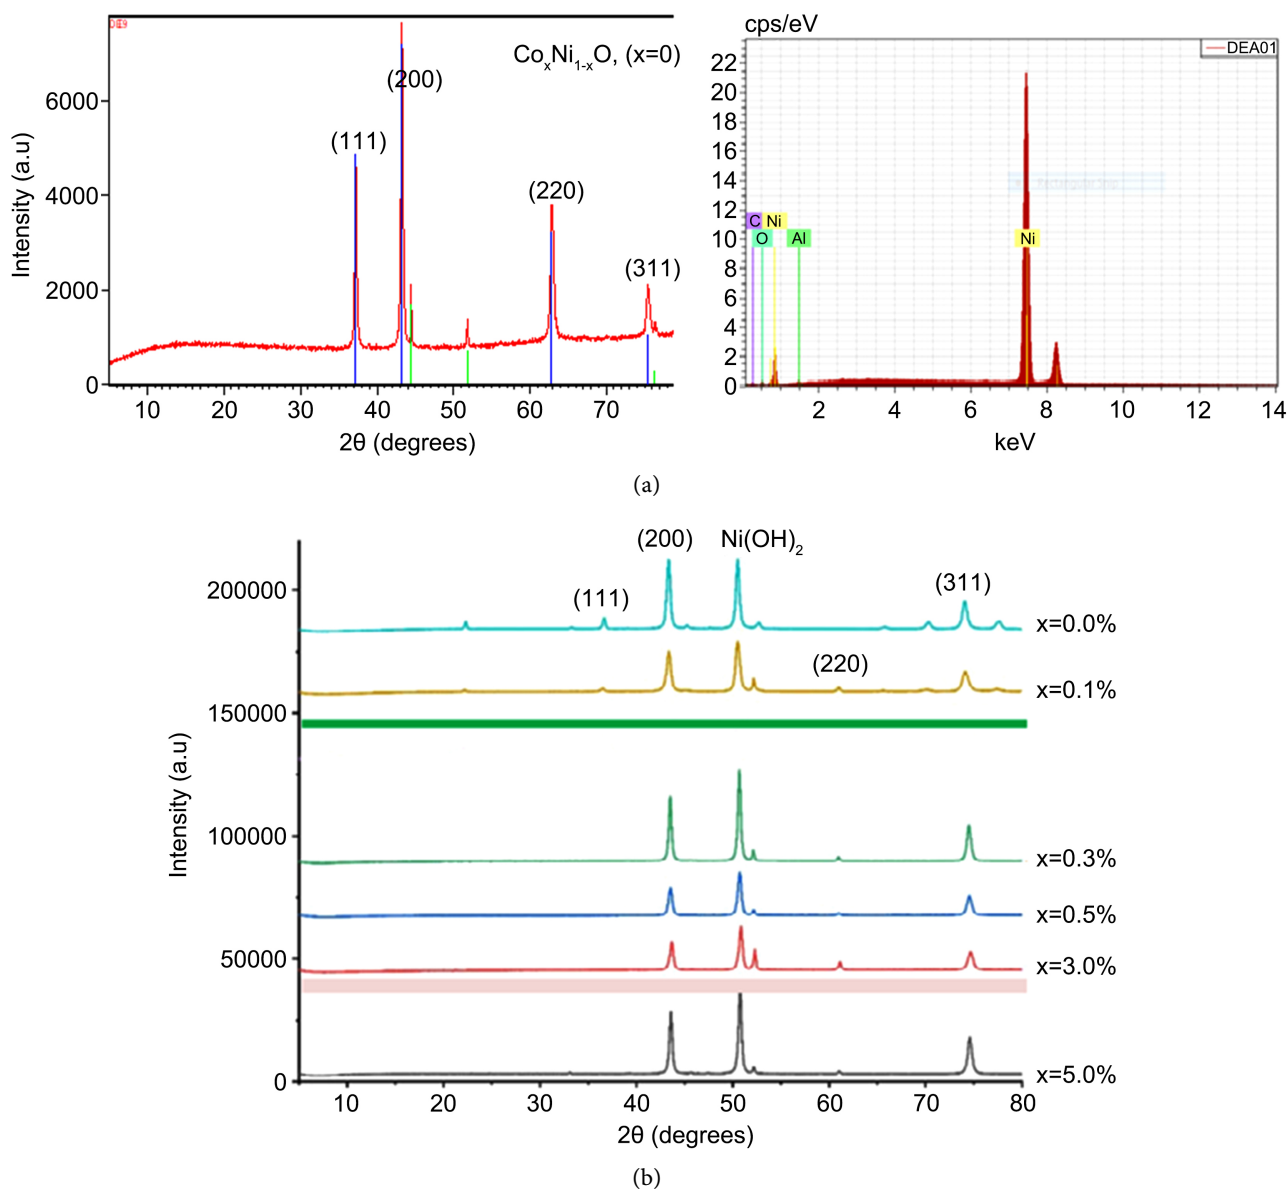 Co_xNi_{1-x}O, (x=0)
(200)
(111)
(220)
(311)
6000
4000
2000
0
Intensity (a.u)
10 20 30 40 50 60 70
2θ (degrees)
cps/eV
DEA01
22
20
18
16
14
12
10
8
6
4
2
0
C Ni
O Al Ni
2 4 6 8 10 12 14
keV
(a)
(200) Ni(OH)_2
(111) (311)
(220)
200000
150000
100000
50000
0
Intensity (a.u)
x=0.0%
x=0.1%
x=0.3%
x=0.5%
x=3.0%
x=5.0%
10 20 30 40 50 60 70 80
2θ (degrees)
(b)